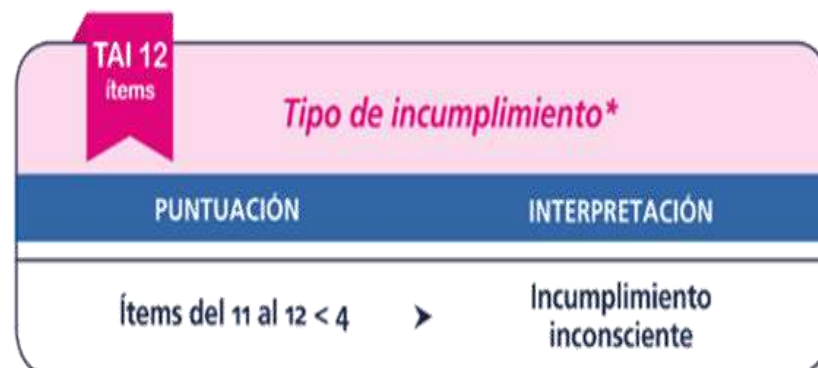 TAI 12
ítems
Tipo de incumplimiento*
PUNTUACIÓN
INTERPRETACIÓN
Ítems del 11 al 12 < 4
Incumplimiento
inconsciente